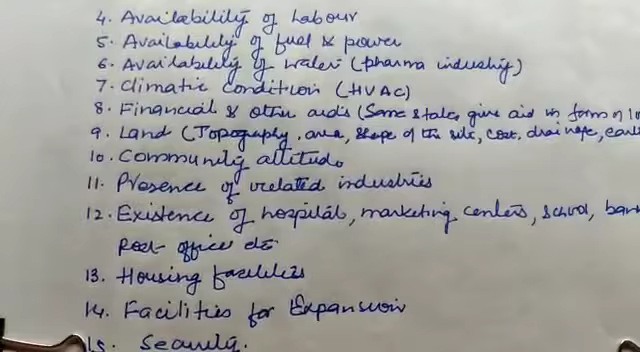 4. Availability of Labour
5. Availability of fuel & power
6. Availability of water (pharma industry)
7. Climatic Condition (HVAC)
8. Financial & other aids (Some states give aid in form of
9. Land (Topography, area, shape of the site, cost, drainage,
10. Community attitude
11. Presence of related industries
12. Existence of hospitals, marketing centers, school,
Post office etc
13. Housing facilities
14. Facilities for Expansion
15. Security.